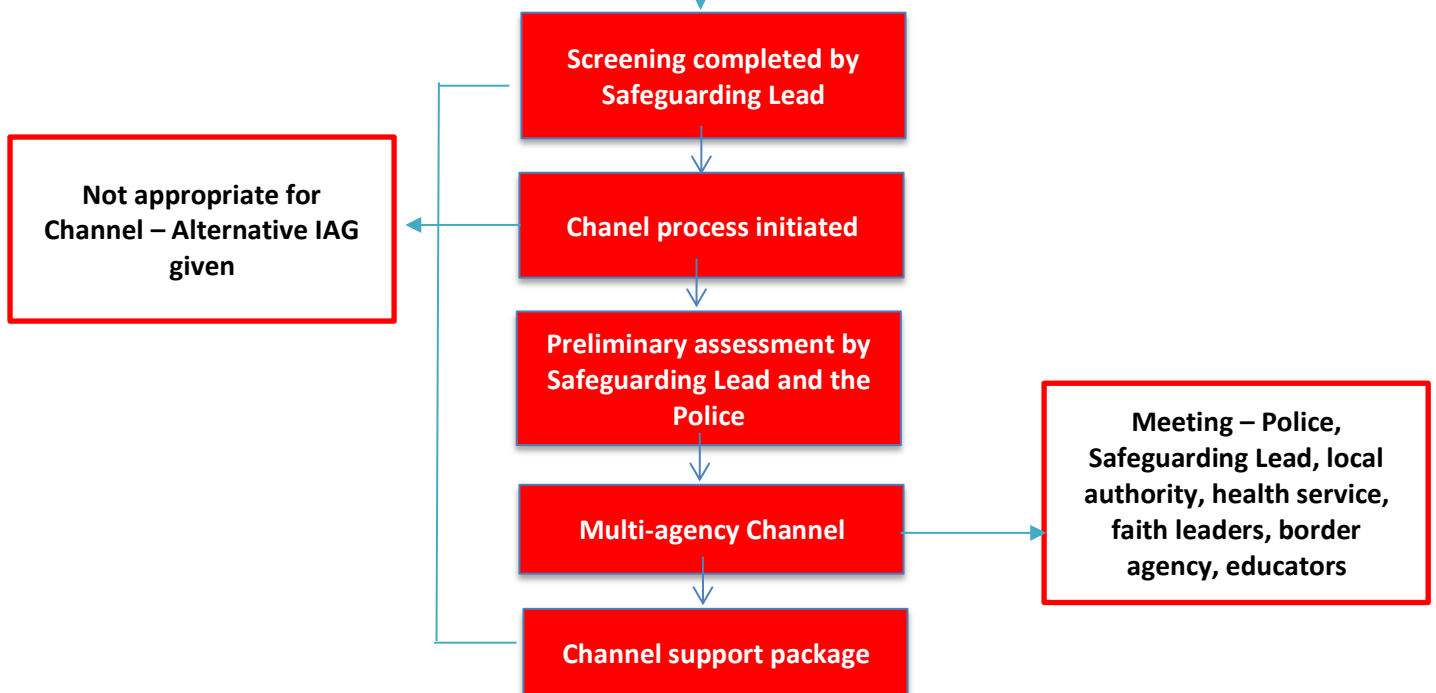 Screening completed by
Safeguarding Lead
Not appropriate for
Channel – Alternative IAG
given
Chanel process initiated
Preliminary assessment by
Safeguarding Lead and the
Police
Meeting – Police,
Safeguarding Lead, local
authority, health service,
faith leaders, border
agency, educators
Multi-agency Channel
Channel support package